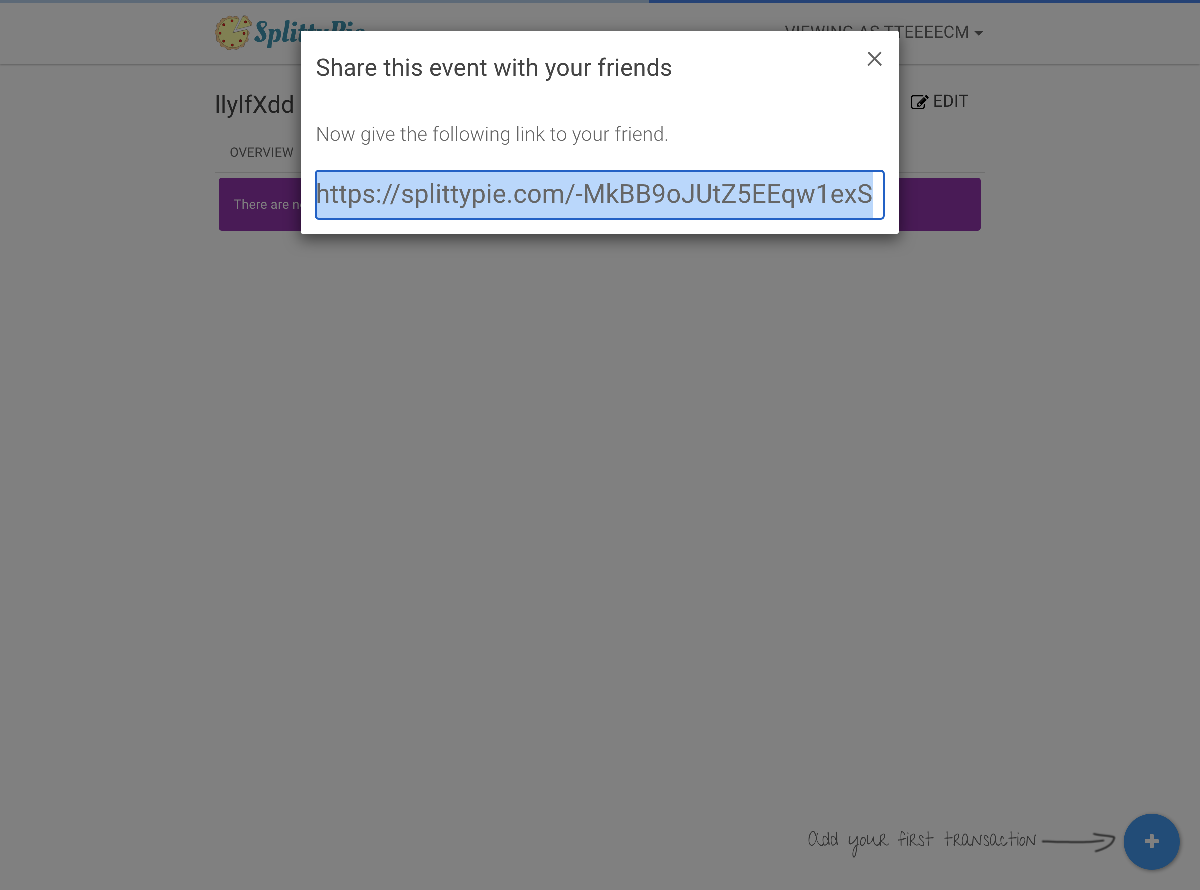 SplittyPie
VIEWING AS TTEEEECM
Share this event with your friends
llylfXdd
EDIT
Now give the following link to your friend.
OVERVIEW
https://splittypie.com/-MkBB9oJUtZ5EEqw1exS
There are
Add your first transaction